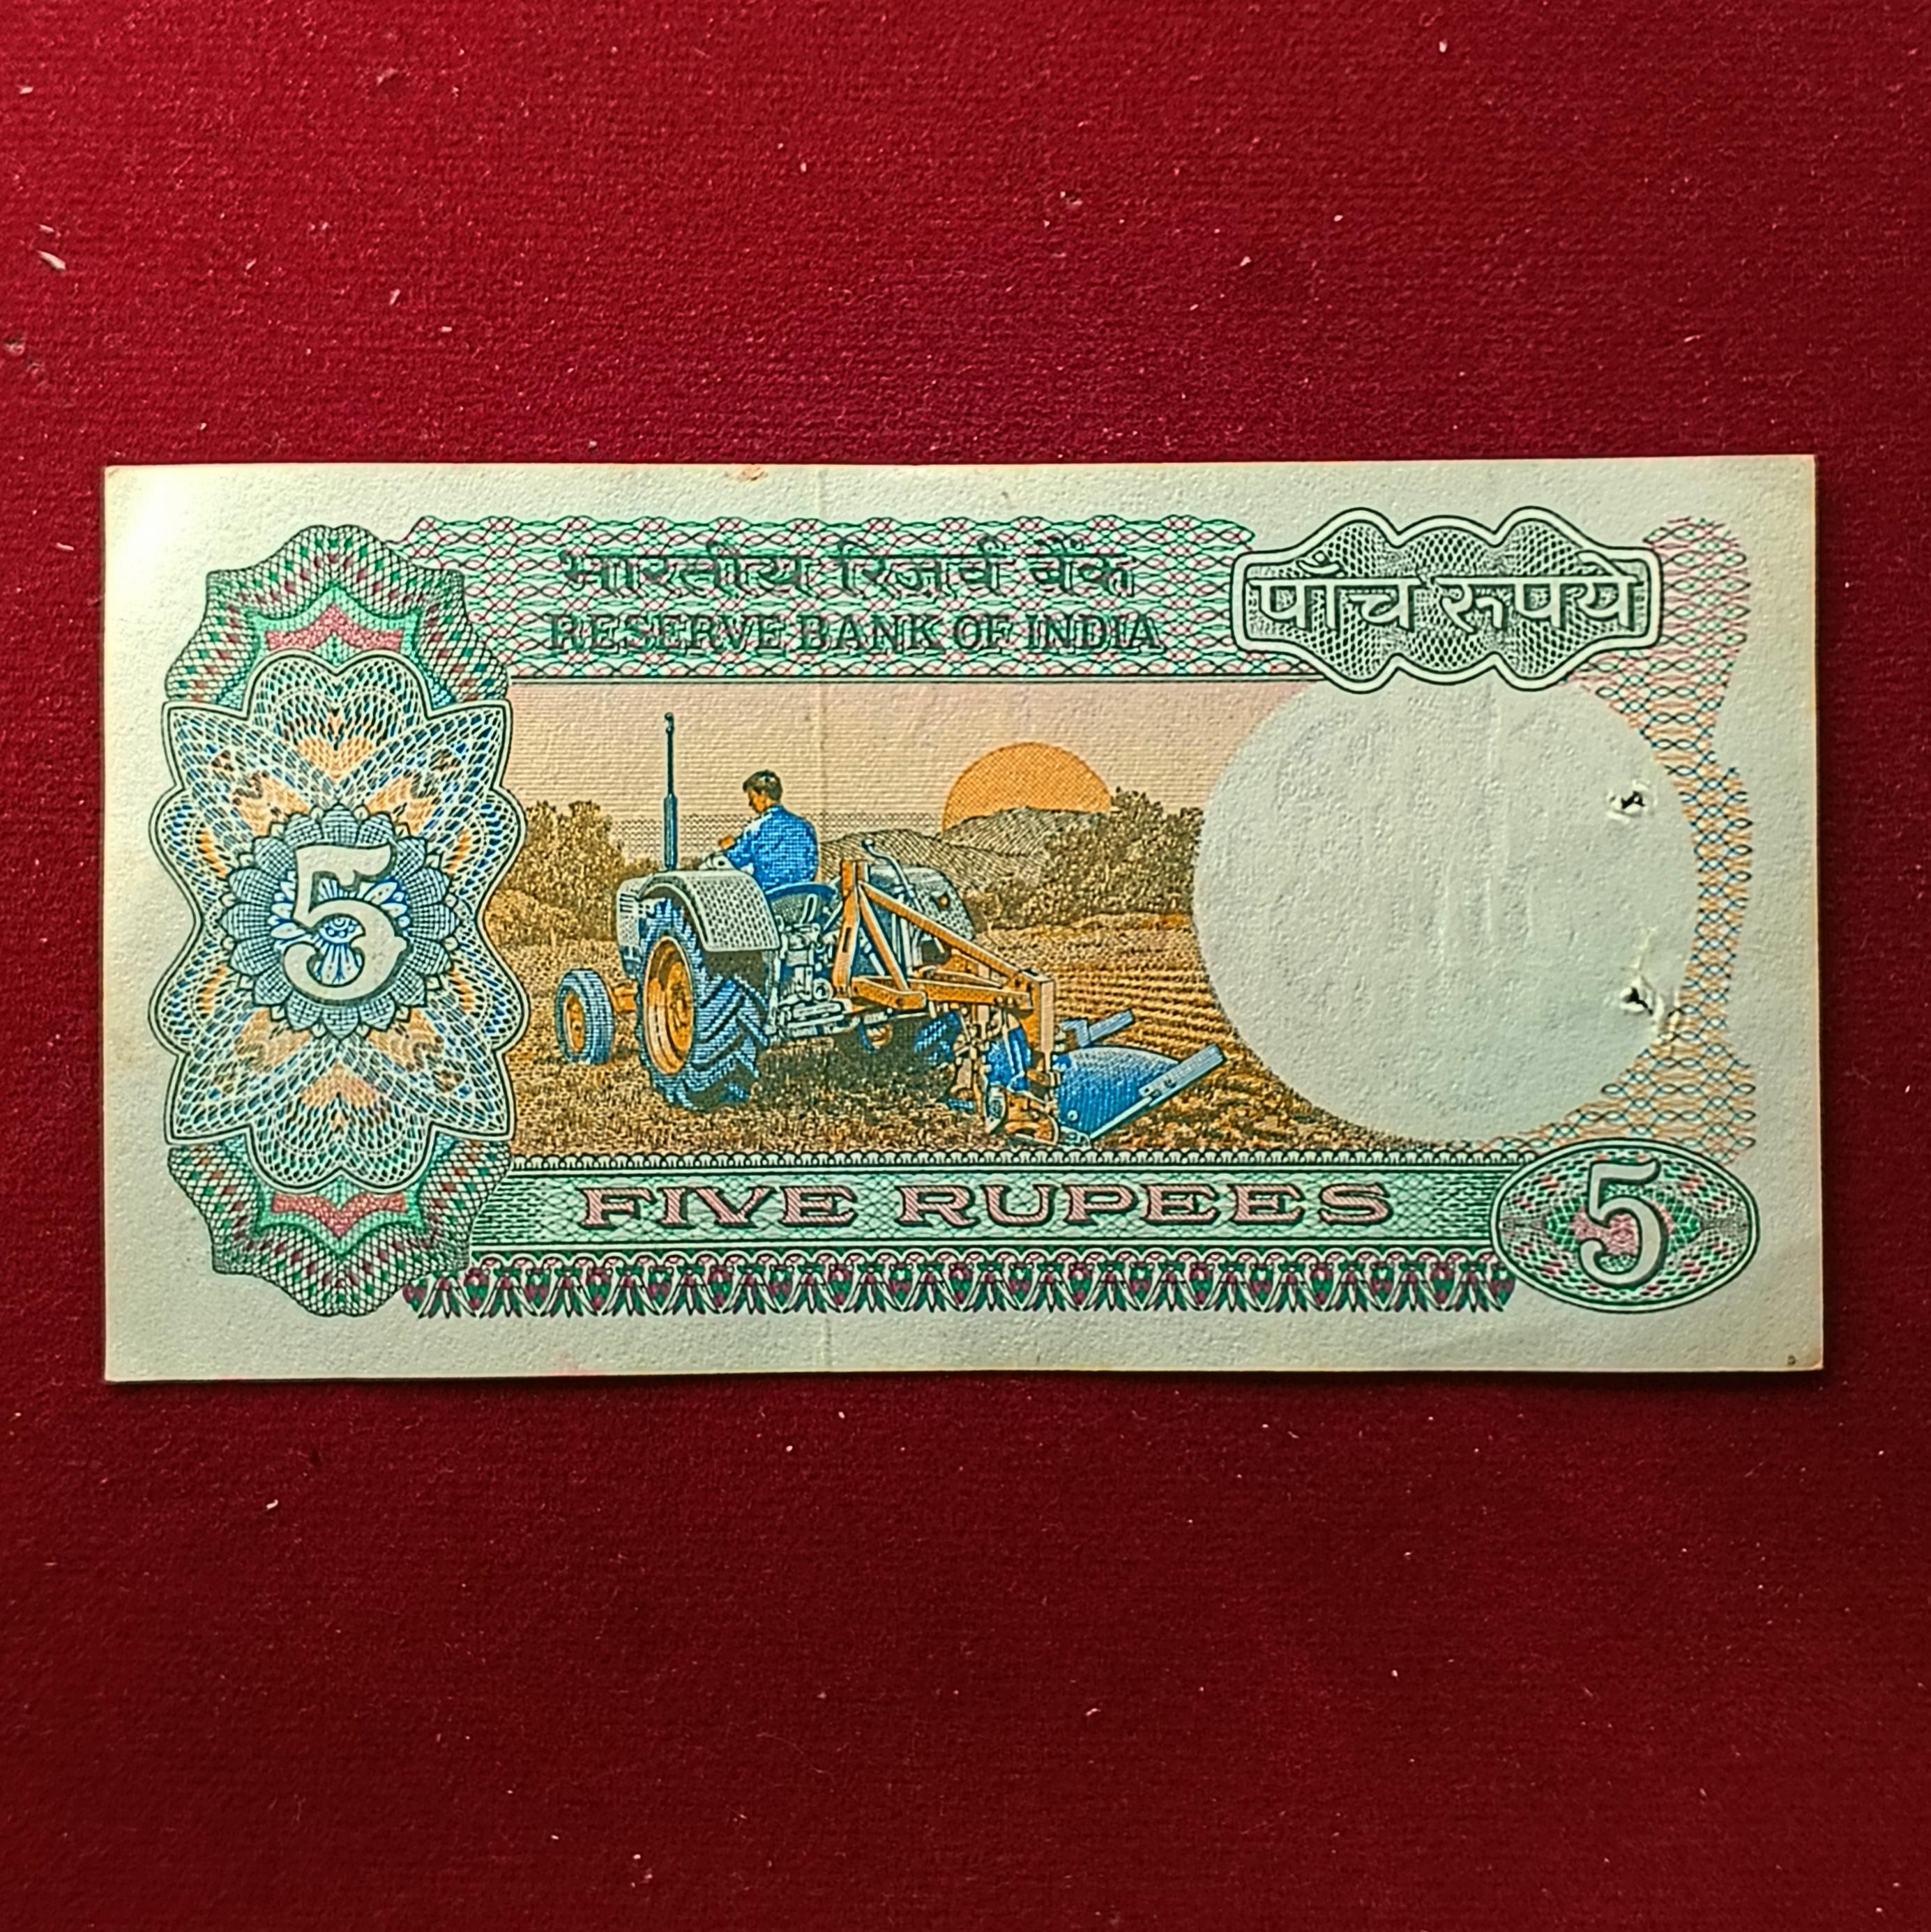 भारतीय रिज़र्व बैंक
RESERVE BANK OF INDIA
पाँच रूपये
5
FIVE RUPEES
5